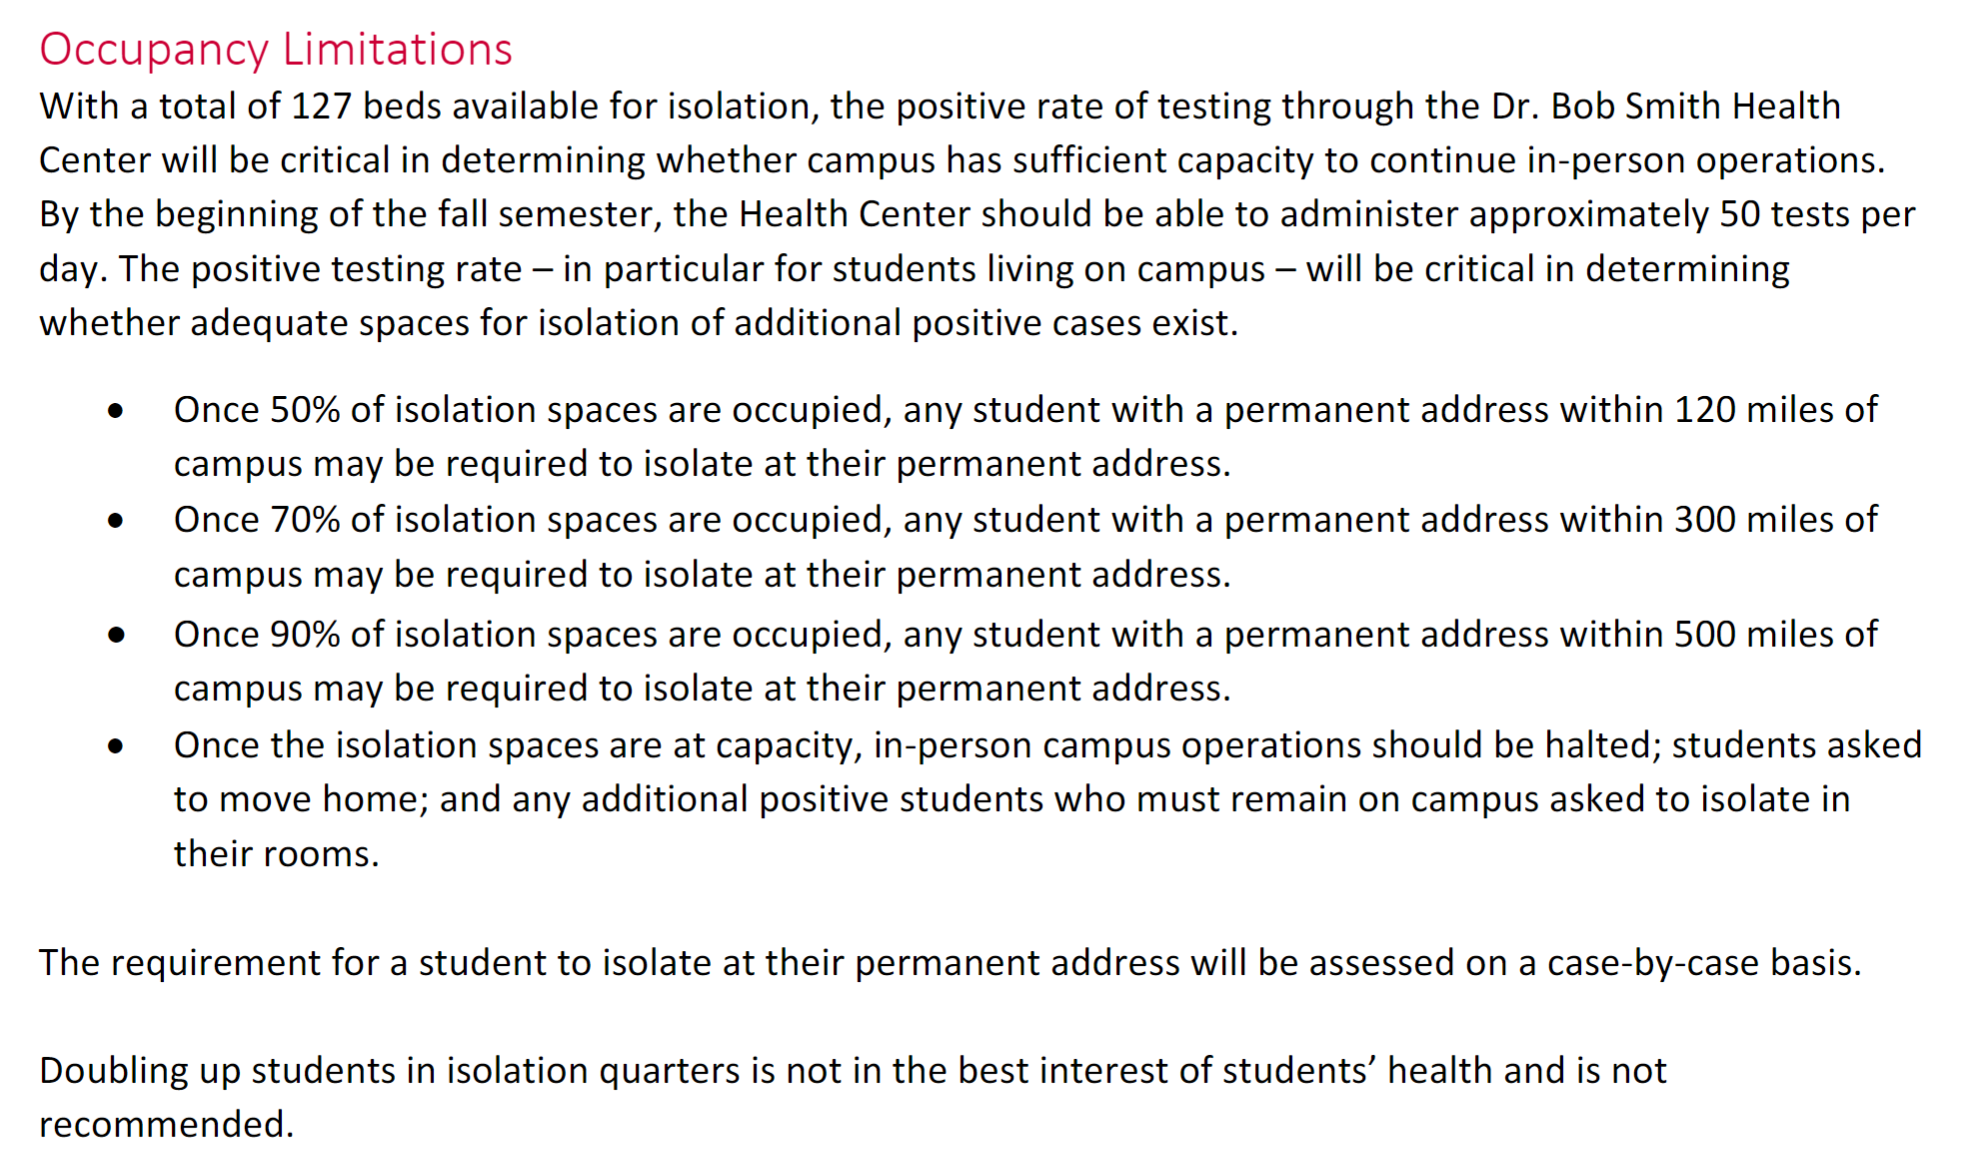 Occupancy Limitations
With a total of 127 beds available for isolation, the positive rate of testing through the Dr. Bob Smith Health
Center will be critical in determining whether campus has sufficient capacity to continue in-person operations.
By the beginning of the fall semester, the Health Center should be able to administer approximately 50 tests per
day. The positive testing rate – in particular for students living on campus – will be critical in determining
whether adequate spaces for isolation of additional positive cases exist.
• Once 50% of isolation spaces are occupied, any student with a permanent address within 120 miles of
campus may be required to isolate at their permanent address.
• Once 70% of isolation spaces are occupied, any student with a permanent address within 300 miles of
campus may be required to isolate at their permanent address.
• Once 90% of isolation spaces are occupied, any student with a permanent address within 500 miles of
campus may be required to isolate at their permanent address.
• Once the isolation spaces are at capacity, in-person campus operations should be halted; students asked
to move home; and any additional positive students who must remain on campus asked to isolate in
their rooms.
The requirement for a student to isolate at their permanent address will be assessed on a case-by-case basis.
Doubling up students in isolation quarters is not in the best interest of students’ health and is not
recommended.